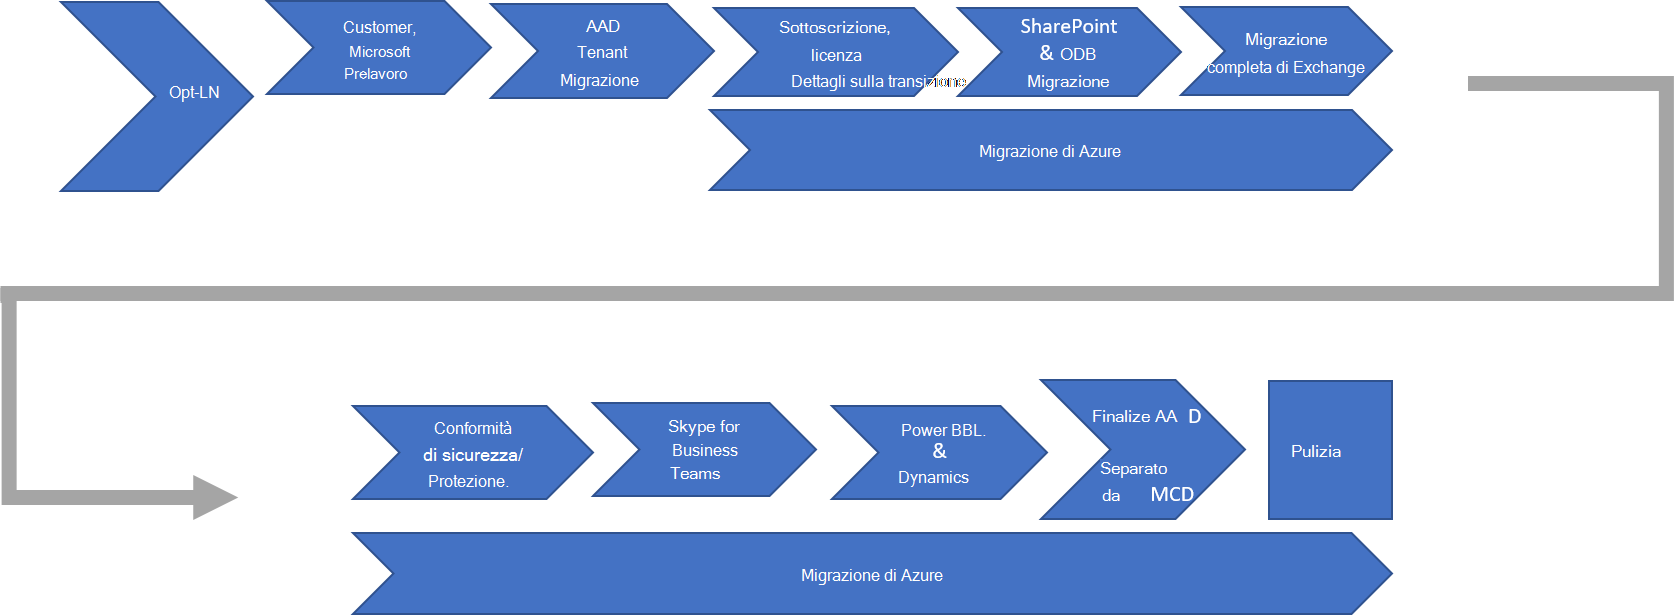 Opt-LN
Customer,
Microsoft
Prelavoro
AAD
Tenant
Migrazione
Sottoscrizione,
licenza
Dettagli sulla transizione
SharePoint
& ODB
Migrazione
Migrazione
completa di Exchange
Migrazione di Azure
Conformità
di sicurezza/
Protezione.
Skype for
Business
Teams
Power BBL.
&
Dynamics
Finalize AA D
Separato
da MCD
Pulizia
Migrazione di Azure